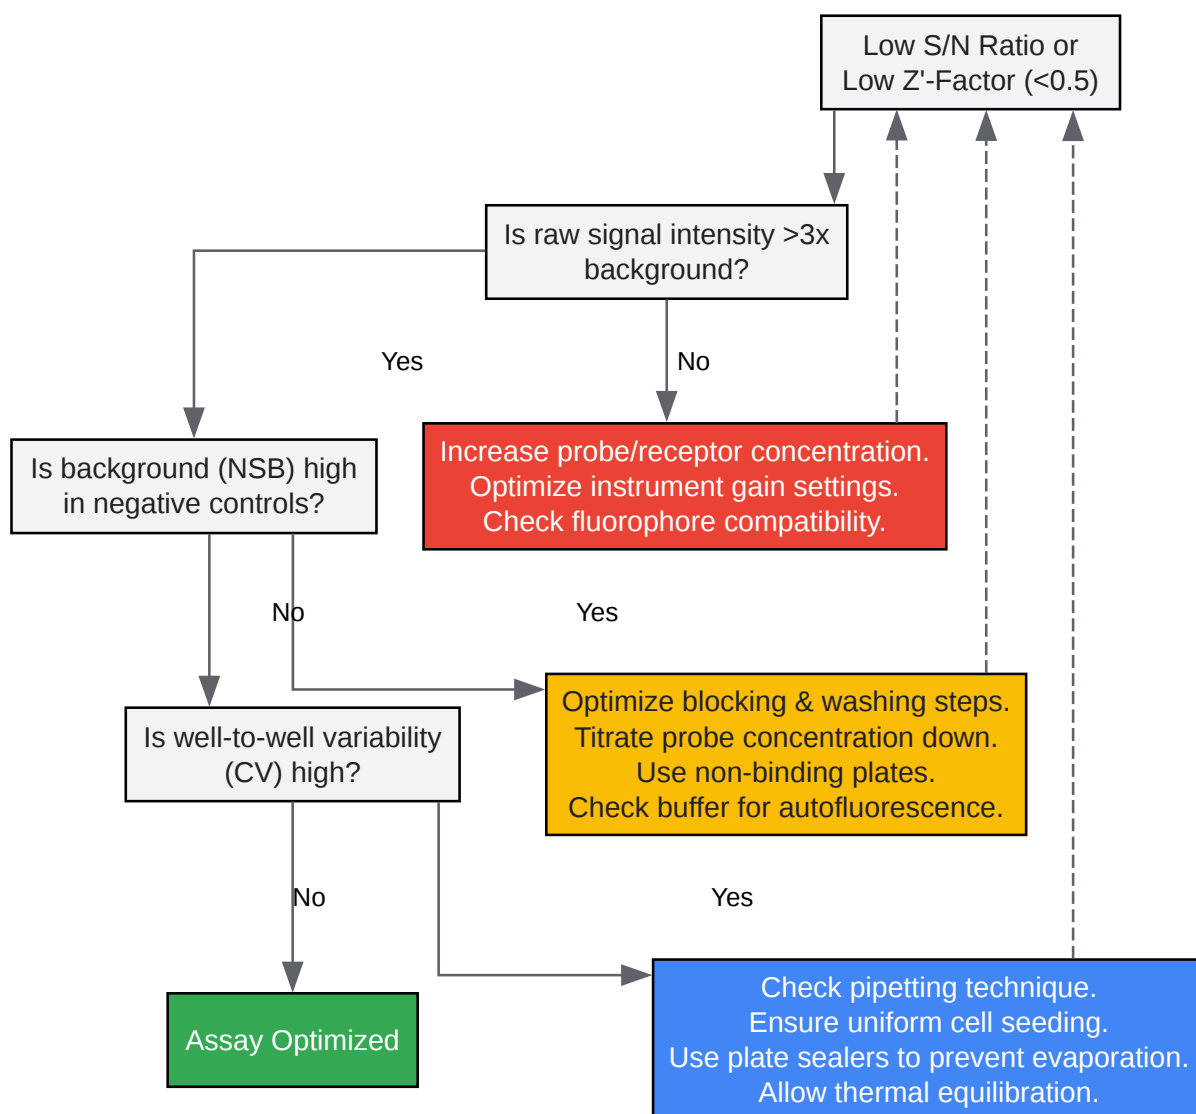 Low S/N Ratio or
Low Z'-Factor (<0.5)
Is raw signal intensity >3x
background?
Yes
No
Is background (NSB) high
in negative controls?
Increase probe/receptor concentration.
Optimize instrument gain settings.
Check fluorophore compatibility.
No
Yes
Is well-to-well variability
(CV) high?
Optimize blocking & washing steps.
Titrate probe concentration down.
Use non-binding plates.
Check buffer for autofluorescence.
No
Yes
Assay Optimized
Check pipetting technique.
Ensure uniform cell seeding.
Use plate sealers to prevent evaporation.
Allow thermal equilibration.